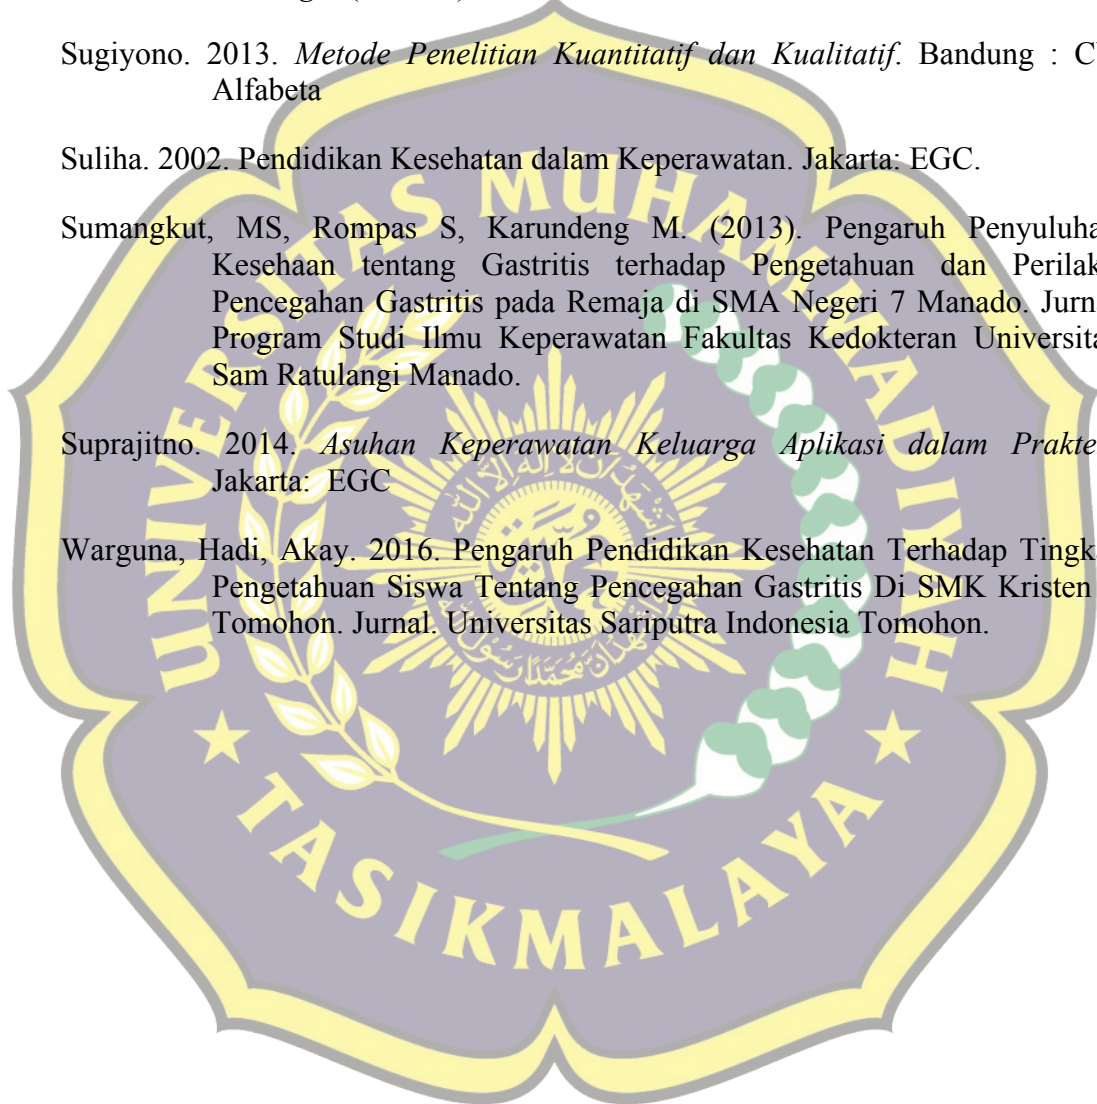 Sugiyono. 2013. Metode Penelitian Kuantitatif dan Kualitatif. Bandung : C
Alfabeta
Suliha. 2002. Pendidikan Kesehatan dalam Keperawatan. Jakarta: EGC.
Sumangkut, MS, Rompas S, Karundeng M. (2013). Pengaruh Penyuluha
Kesehaan tentang Gastritis terhadap Pengetahuan dan Perilak
Pencegahan Gastritis pada Remaja di SMA Negeri 7 Manado. Jurn
Program Studi Ilmu Keperawatan Fakultas Kedokteran Universita
Sam Ratulangi Manado.
Suprajitno. 2014. Asuhan Keperawatan Keluarga Aplikasi dalam Prakte
Jakarta: EGC
Warguna, Hadi, Akay. 2016. Pengaruh Pendidikan Kesehatan Terhadap Tingka
Pengetahuan Siswa Tentang Pencegahan Gastritis Di SMK Kristen
Tomohon. Jurnal. Universitas Sariputra Indonesia Tomohon.
UNIVERSITAS MUHAMMADIYAH
TASIKMALAYA